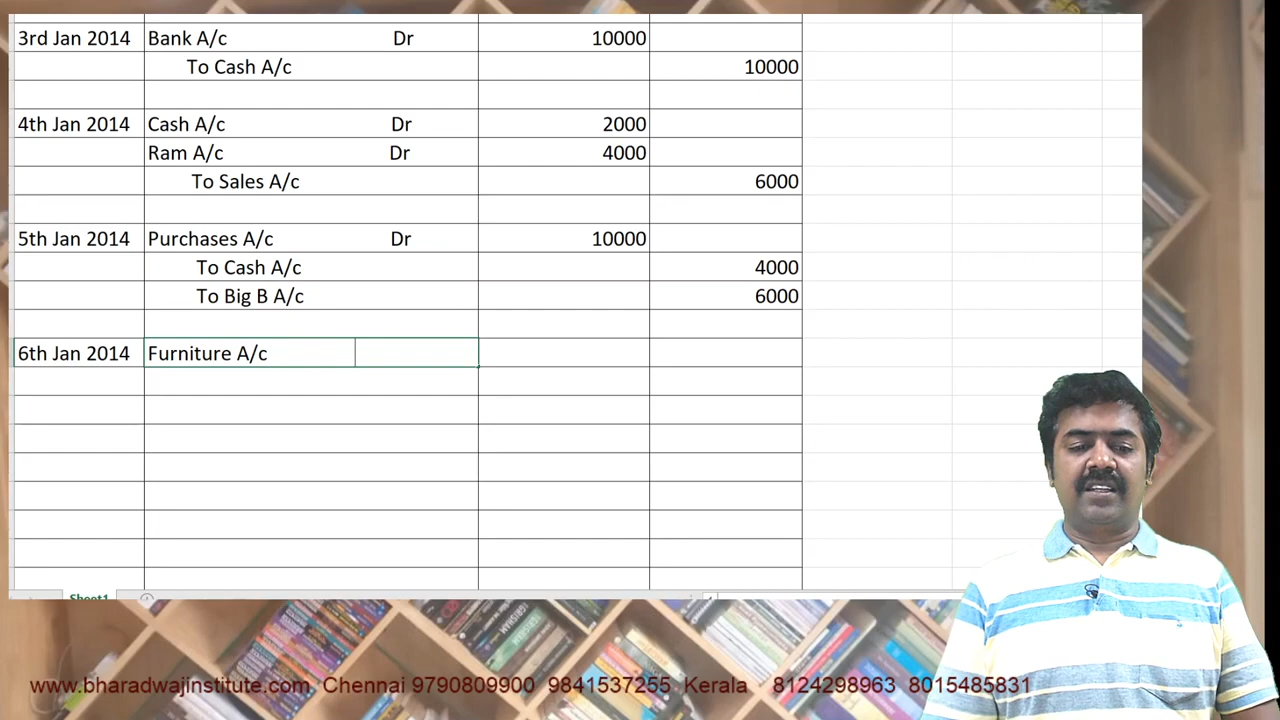 3rd Jan 2014 Bank A/c Dr 10000
To Cash A/c 10000
4th Jan 2014 Cash A/c Dr 2000
Ram A/c Dr 4000
To Sales A/c 6000
5th Jan 2014 Purchases A/c Dr 10000
To Cash A/c 4000
To Big B A/c 6000
6th Jan 2014 Furniture A/c
Sheet1
GRISHAM
www.bharadwajinstitute.com Chennai 9790809900 9841537255 Kerala 8124298963 8015485831